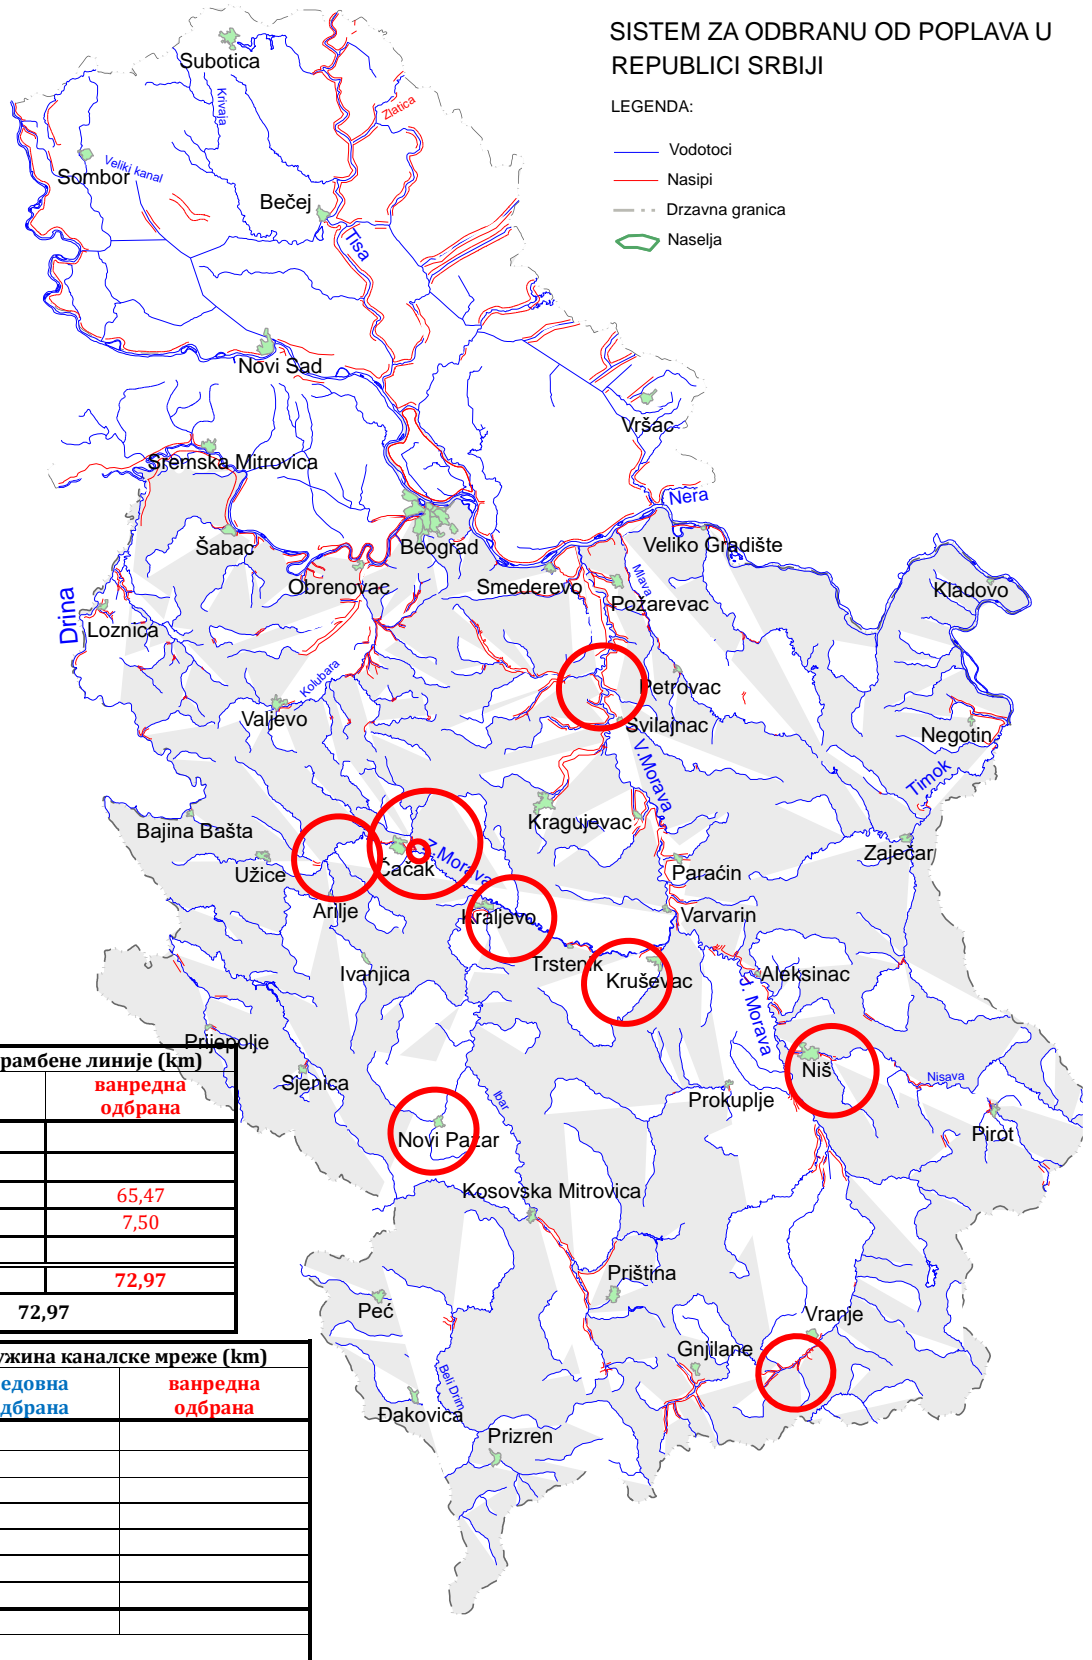 SISTEM ZA ODBRANU OD POPLAVA U
REPUBLICI SRBIJI
LEGENDA:
Vodotoci
Nasipi
Drzavna granica
Naselja
Subotica
Krivaja
Zlatica
Sombor
Veliki kanal
Bečej
Tisa
Novi Sad
Vršac
Sremska Mitrovica
Nera
Šabac
Beograd
Veliko Gradište
Obrenovac
Smederevo
Mlava
Kladovo
Požarevac
Drina
Loznica
Kolubara
Petrovac
Valjevo
Svilajnac
Negotin
V.Morava
Timok
Bajina Bašta
Kragujevac
Zaječar
Užice
Čačak
Z.Morava
Paraćin
Arilje
Kraljevo
Varvarin
Ivanjica
Trstenik
Kruševac
Aleksinac
J. Morava
Prijepolje
Sjenica
Ibar
Niš
Nisava
Prokuplje
Novi Pazar
Pirot
Kosovska Mitrovica
Priština
Peć
Vranje
Gnjilane
Beli Drim
Đakovica
Prizren
рамбене линије (km)
ванредна
одбрана
65,47
7,50
72,97
72,97
ужина каналске мреже (km)
едовна ванредна
дбрана одбрана